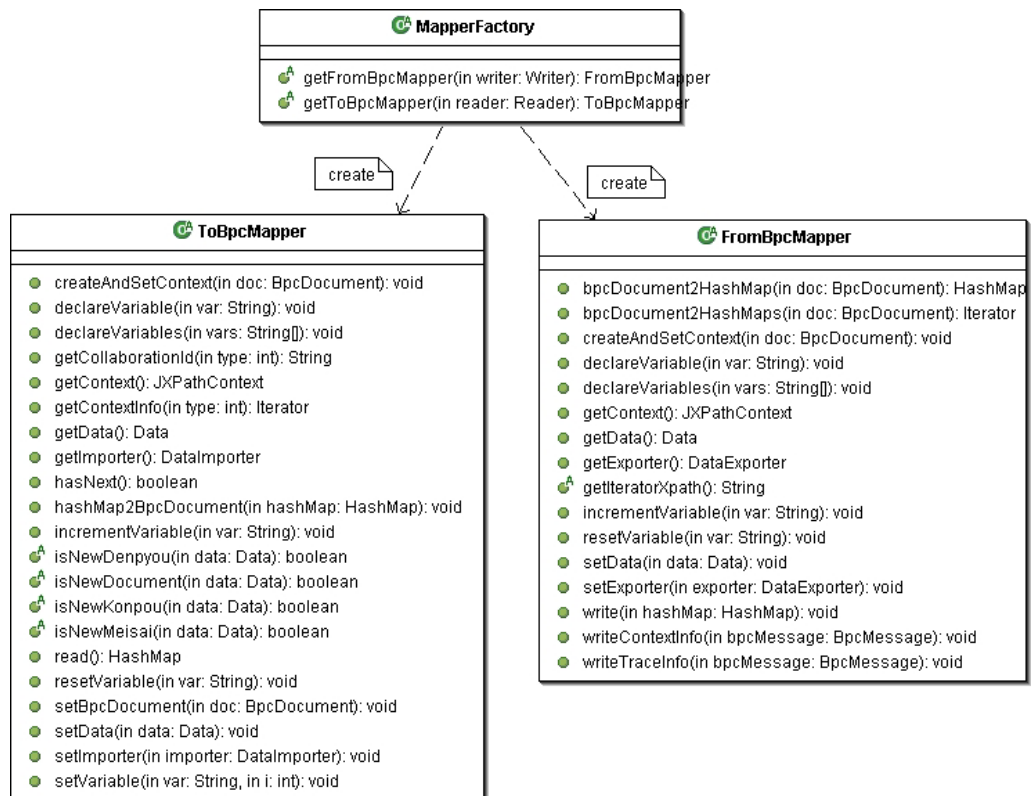 MapperFactory
getFromBpcMapper(in writer: Writer): FromBpcMapper
getToBpcMapper(in reader: Reader): ToBpcMapper
create
create
ToBpcMapper
createAndSetContext(in doc: BpcDocument): void
declareVariable(in var: String): void
declareVariables(in vars: String[]): void
getCollaborationId(in type: int): String
getContext(): JXPathContext
getContextInfo(in type: int): Iterator
getData(): Data
getImporter(): DataImporter
hasNext(): boolean
hashMap2BpcDocument(in hashMap: HashMap): void
incrementVariable(in var: String): void
isNewDenpyou(in data: Data): boolean
isNewDocument(in data: Data): boolean
isNewKonpou(in data: Data): boolean
isNewMeisai(in data: Data): boolean
read(): HashMap
resetVariable(in var: String): void
setBpcDocument(in doc: BpcDocument): void
setData(in data: Data): void
setImporter(in importer: DataImporter): void
setVariable(in var: String, in i: int): void
FromBpcMapper
bpcDocument2HashMap(in doc: BpcDocument): HashMap
bpcDocument2HashMaps(in doc: BpcDocument): Iterator
createAndSetContext(in doc: BpcDocument): void
declareVariable(in var: String): void
declareVariables(in vars: String[]): void
getContext(): JXPathContext
getData(): Data
getExporter(): DataExporter
getIteratorXpath(): String
incrementVariable(in var: String): void
resetVariable(in var: String): void
setData(in data: Data): void
setExporter(in exporter: DataExporter): void
write(in hashMap: HashMap): void
writeContextInfo(in bpcMessage: BpcMessage): void
writeTraceInfo(in bpcMessage: BpcMessage): void